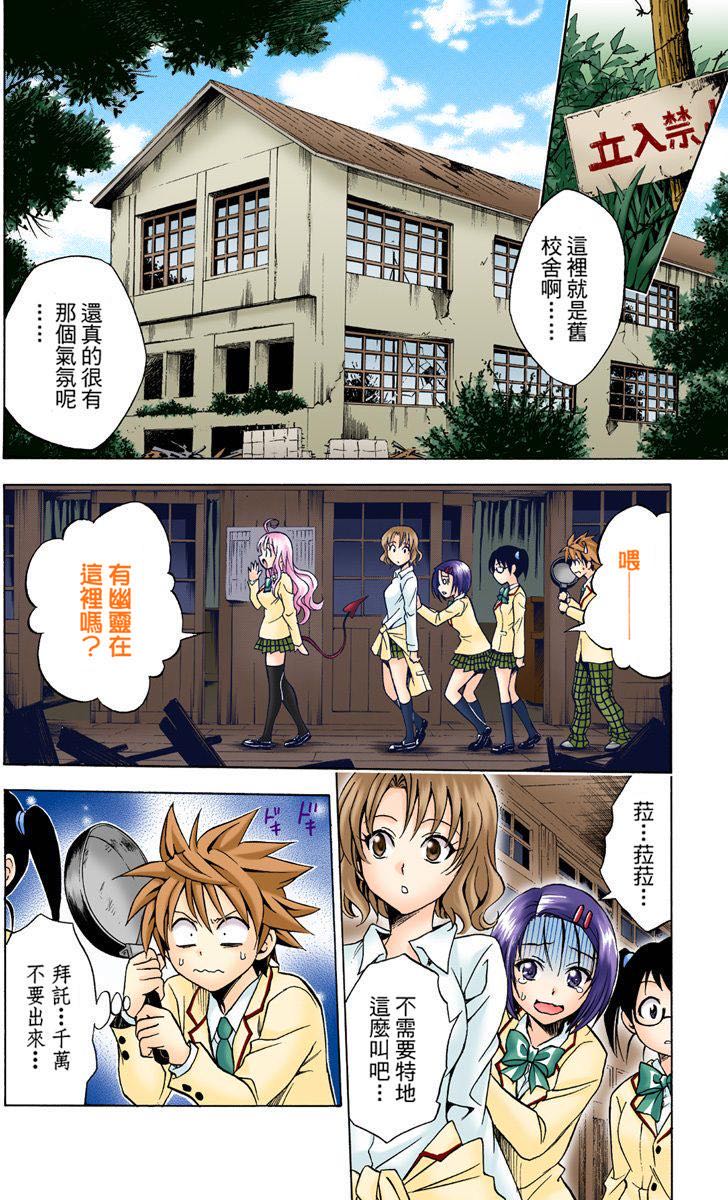 立入禁
這裡就是舊
校舍啊……
還真的很有
那個氣氛呢
……
喂——
有幽靈在
這裡嗎？
菈…菈菈…
不需要特地
這麼叫吧…
ドキ
ドキ
拜託…千萬
不要出來…